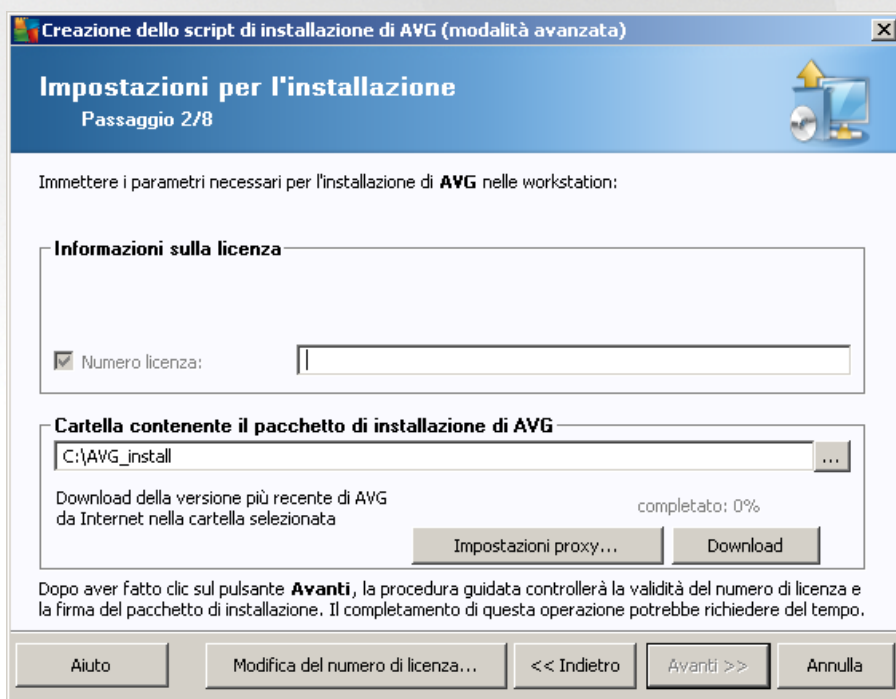 Creazione dello script di installazione di AVG (modalità avanzata)
Impostazioni per l'installazione
Passaggio 2/8
Immettere i parametri necessari per l'installazione di AVG nelle workstation:
Informazioni sulla licenza
Numero licenza:
Cartella contenente il pacchetto di installazione di AVG
C:\AVG_install
...
Download della versione più recente di AVG
da Internet nella cartella selezionata
completato: 0%
Impostazioni proxy...
Download
Dopo aver fatto clic sul pulsante Avanti, la procedura guidata controllerà la validità del numero di licenza e
la firma del pacchetto di installazione. Il completamento di questa operazione potrebbe richiedere del tempo.
Aiuto
Modifica del numero di licenza...
<< Indietro
Avanti >>
Annulla